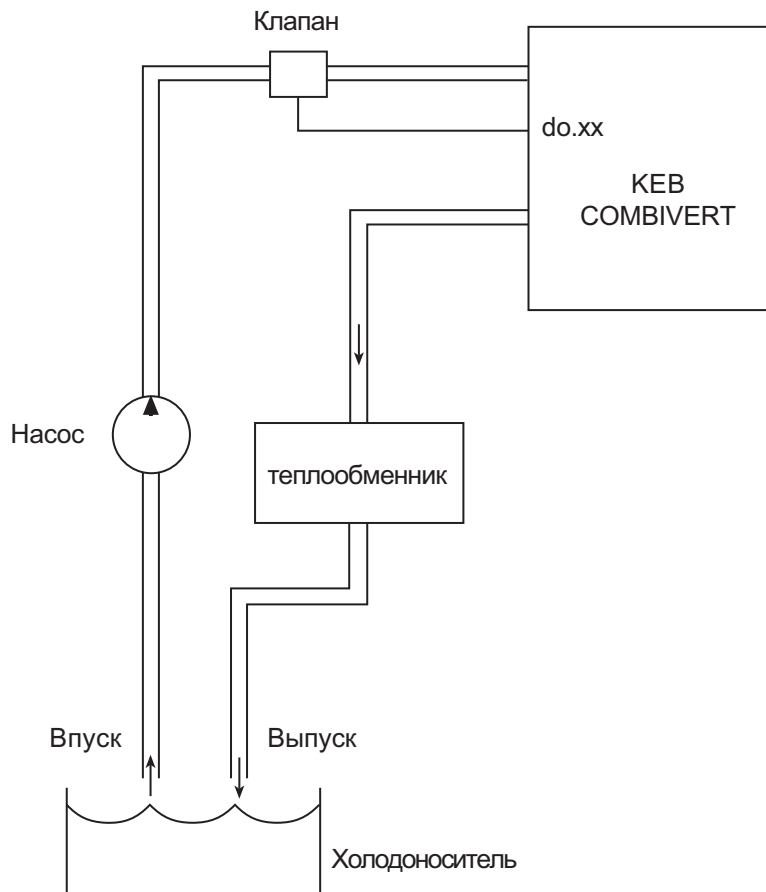 Клапан
do.xx
KEB
COMBIVERT
Насос
теплообменник
Впуск
Выпуск
Холодоноситель